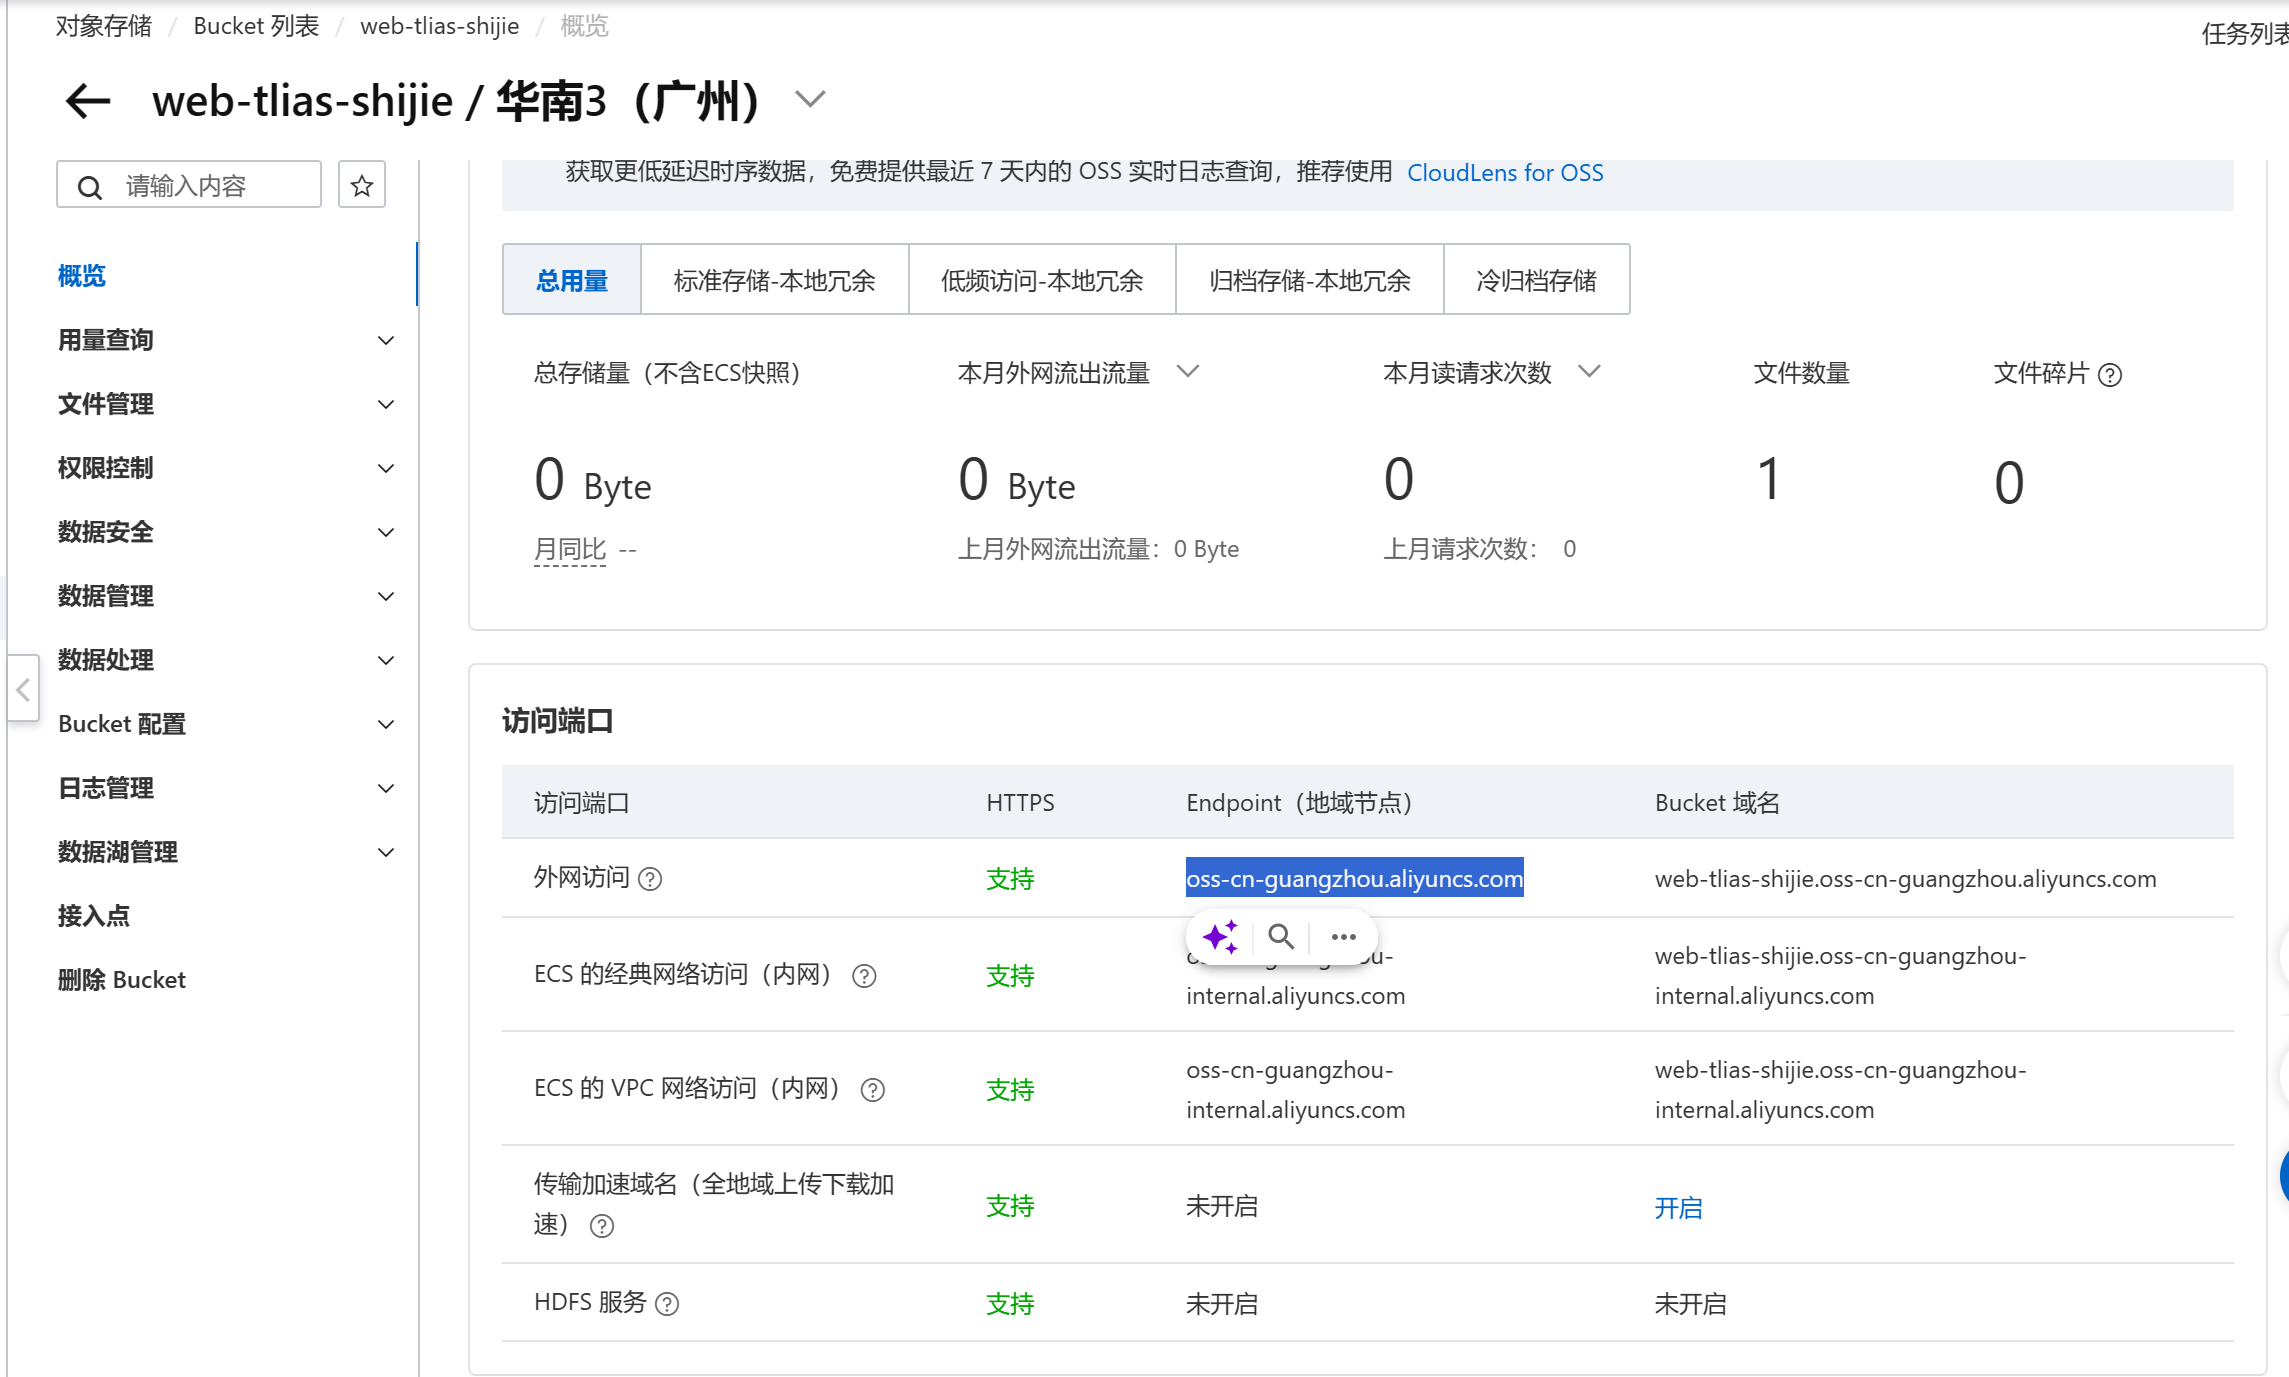 对象存储 / Bucket 列表 / web-tlias-shijie / 概览
任务列表
web-tlias-shijie / 华南3（广州）
请输入内容
概览
用量查询
文件管理
权限控制
数据安全
数据管理
数据处理
Bucket 配置
日志管理
数据湖管理
接入点
删除 Bucket
获取更低延迟时序数据，免费提供最近 7 天内的 OSS 实时日志查询，推荐使用 CloudLens for OSS
总用量 标准存储-本地冗余 低频访问-本地冗余 归档存储-本地冗余 冷归档存储
总存储量（不含ECS快照） 本月外网流出流量 本月读请求次数 文件数量 文件碎片
0 Byte 0 Byte 0 1 0
月同比 -- 上月外网流出流量：0 Byte 上月请求次数： 0
访问端口
访问端口 HTTPS Endpoint（地域节点） Bucket 域名
外网访问 支持 oss-cn-guangzhou.aliyuncs.com web-tlias-shijie.oss-cn-guangzhou.aliyuncs.com
ECS 的经典网络访问（内网） 支持 internal.aliyuncs.com web-tlias-shijie.oss-cn-guangzhou-
internal.aliyuncs.com
ECS 的 VPC 网络访问（内网） 支持 oss-cn-guangzhou- web-tlias-shijie.oss-cn-guangzhou-
internal.aliyuncs.com internal.aliyuncs.com
传输加速域名（全地域上传下载加
速） 支持 未开启 开启
HDFS 服务 支持 未开启 未开启